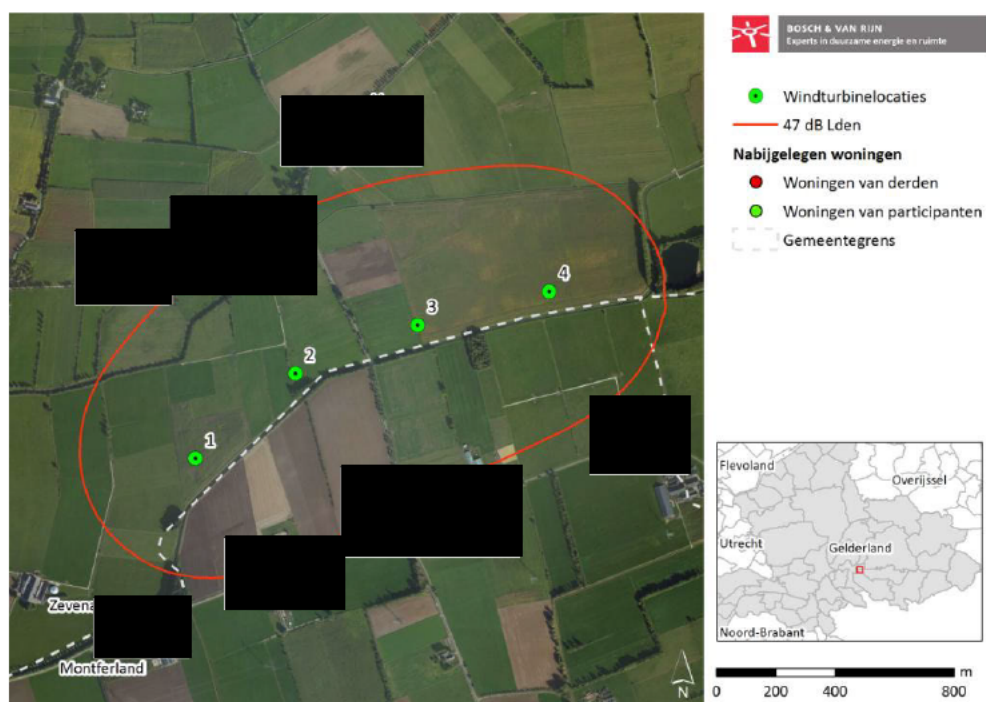 BOSCH & VAN RIJN
Experts in duurzame energie en ruimte
Windturbinelocaties
47 dB Lden
Nabijgelegen woningen
Woningen van derden
Woningen van participanten
Gemeentegrens
4
3
2
1
Zevena
Montferland
N
Flevoland
Overijssel
Utrecht
Gelderland
Noord-Brabant
m
0 200 400 800